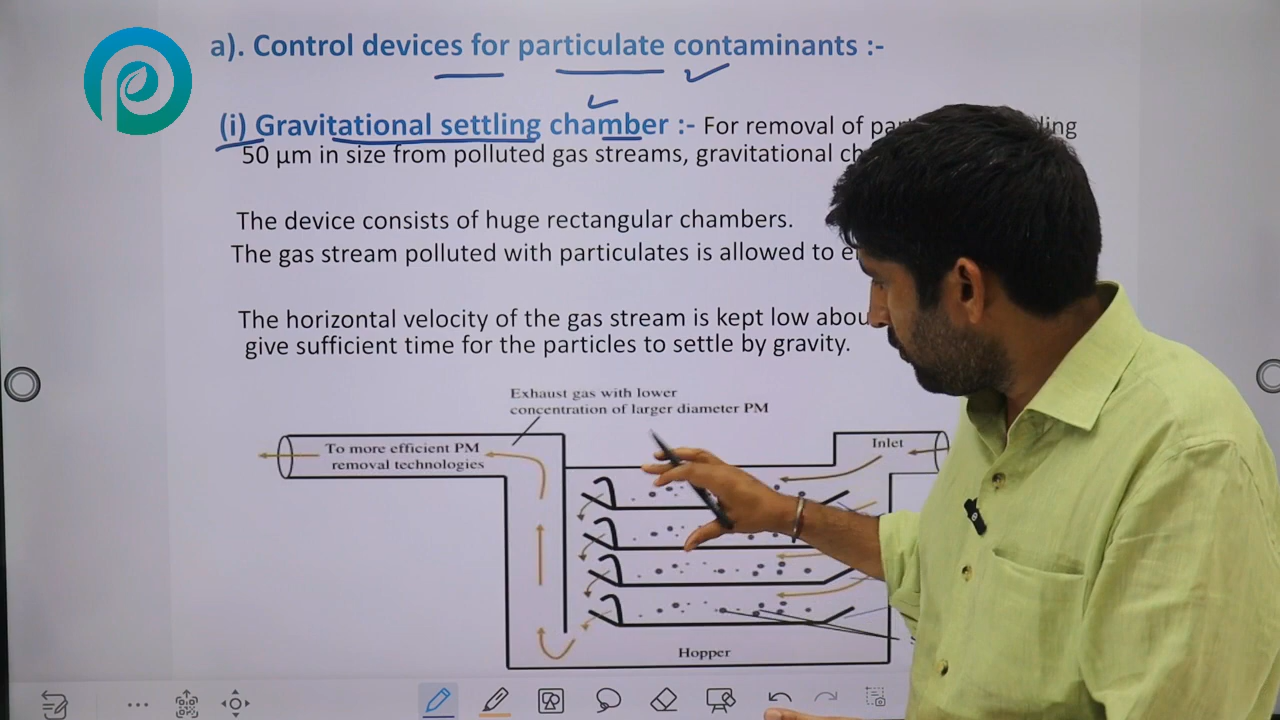 a). Control devices for particulate contaminants :-
(i) Gravitational settling chamber :- For removal of
50 μm in size from polluted gas streams, gravitational
The device consists of huge rectangular chambers.
The gas stream polluted with particulates is allowed to
The horizontal velocity of the gas stream is kept low
give sufficient time for the particles to settle by gravity.
Exhaust gas with lower
concentration of larger diameter PM
To more efficient PM
removal technologies
Inlet
Hopper